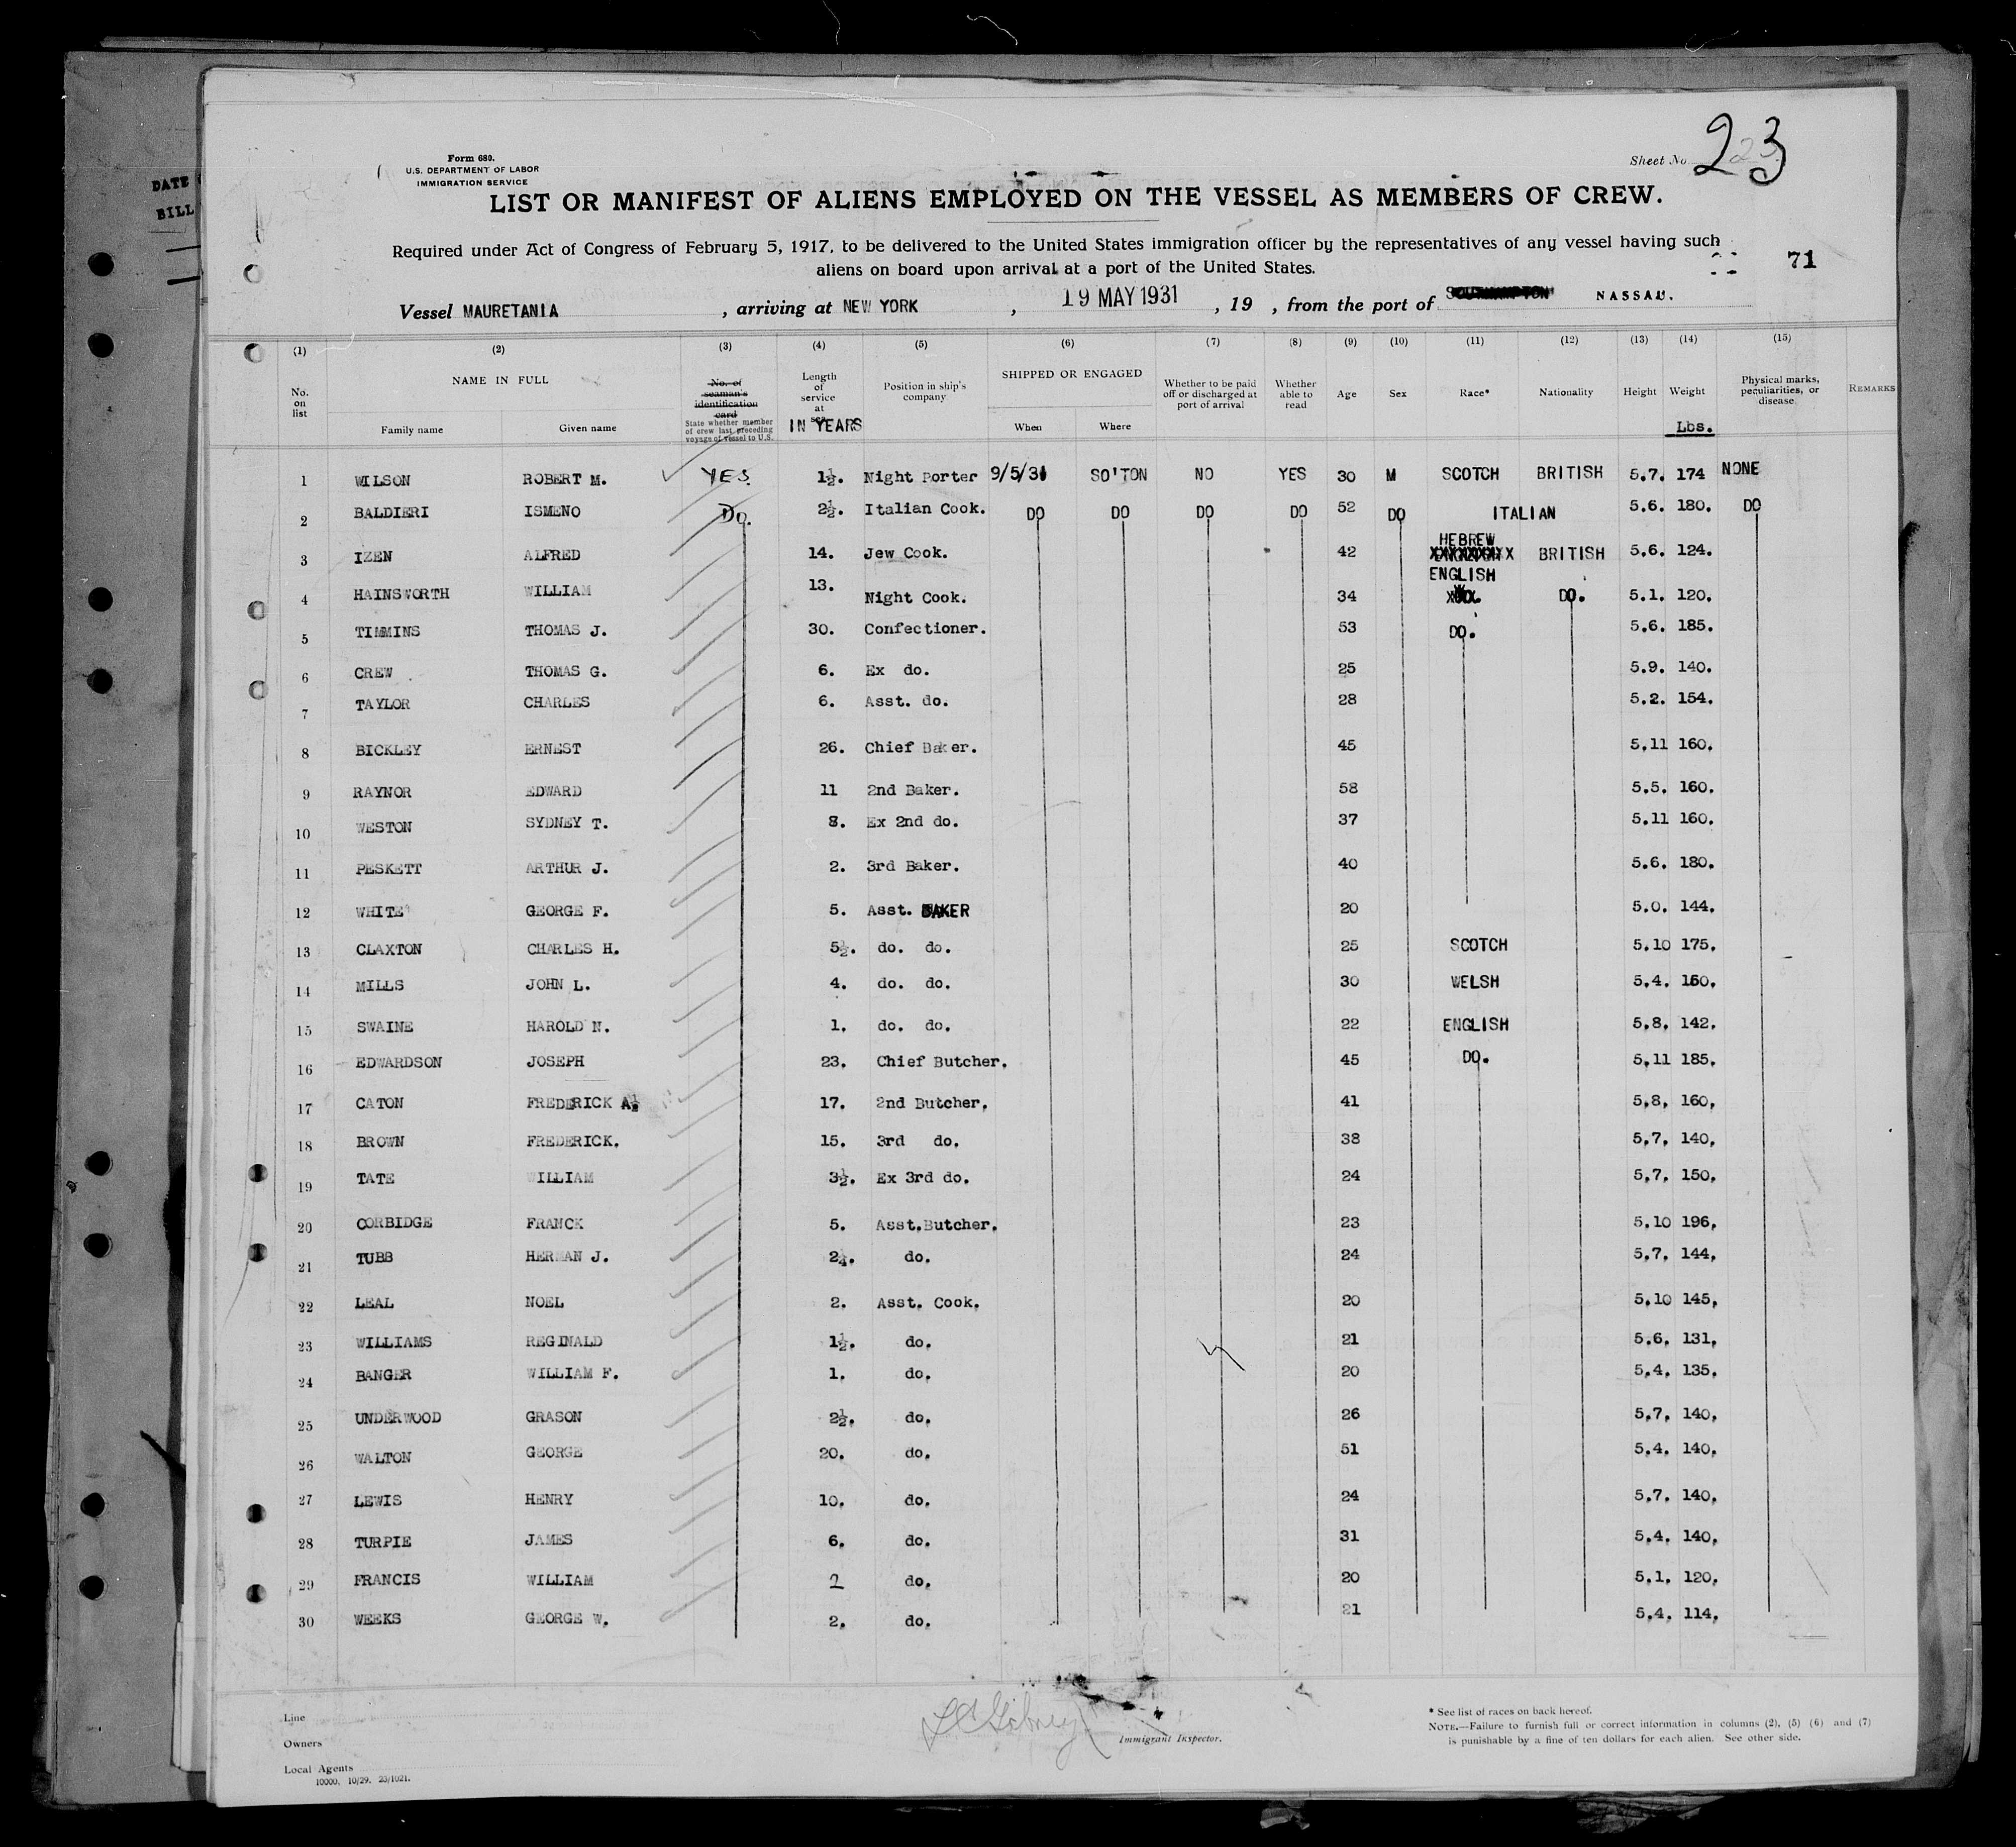 DATE
BILL
Form 680.
U.S. DEPARTMENT OF LABOR
IMMIGRATION SERVICE
Sheet No. 23
LIST OR MANIFEST OF ALIENS EMPLOYED ON THE VESSEL AS MEMBERS OF CREW.
Required under Act of Congress of February 5, 1917, to be delivered to the United States immigration officer by the representatives of any vessel having such
aliens on board upon arrival at a port of the United States.
71
Vessel MAURETANIA, arriving at NEW YORK, 19 MAY 1931, 19 , from the port of SOUTHAMPTON NASSAU.
(1) (2) (3) (4) (5) (6) (7) (8) (9) (10) (11) (12) (13) (14) (15)
No. on list
NAME IN FULL
Family name
Given name
No. of seaman's identification card
State whether member of crew last preceding voyage of vessel to U.S.
Length of service at sea
IN YEARS
Position in ship's company
SHIPPED OR ENGAGED
When
Where
Whether to be paid off or discharged at port of arrival
Whether able to read
Age
Sex
Race*
Nationality
Height
Weight
Lbs.
Physical marks, peculiarities, or disease
REMARKS
1 WILSON ROBERT M. YES. 1½. Night Porter 9/5/31 SO'TON NO YES 30 M SCOTCH BRITISH 5.7. 174 NONE
2 BALDIERI ISMENO Do. 2½. Italian Cook. DO DO DO DO 52 DO ITALIAN 5.6. 180. DO
3 IZEN ALFRED 14. Jew Cook. 42 HEBREW XXXXXXXXX BRITISH 5.6. 124.
4 HAINSWORTH WILLIAM 13. Night Cook. 34 ENGLISH XXX. DO. 5.1. 120.
5 TIMMINS THOMAS J. 30. Confectioner. 53 DO. 5.6. 185.
6 CREW THOMAS G. 6. Ex do. 25 5.9. 140.
7 TAYLOR CHARLES 6. Asst. do. 28 5.2. 154.
8 BICKLEY ERNEST 26. Chief Baker. 45 5,11 160.
9 RAYNOR EDWARD 11 2nd Baker. 58 5.5. 160.
10 WESTON SYDNEY T. 8. Ex 2nd do. 37 5.11 160.
11 PESKETT ARTHUR J. 2. 3rd Baker. 40 5.6. 180.
12 WHITE GEORGE F. 5. Asst. BAKER 20 5.0. 144.
13 CLAXTON CHARLES H. 5½. do. do. 25 SCOTCH 5.10 175.
14 MILLS JOHN L. 4. do. do. 30 WELSH 5.4. 150.
15 SWAINE HAROLD N. 1. do. do. 22 ENGLISH 5.8. 142.
16 EDWARDSON JOSEPH 23. Chief Butcher. 45 DO. 5,11 185.
17 CATON FREDERICK A. 17. 2nd Butcher. 41 5.8. 160.
18 BROWN FREDERICK. 15. 3rd do. 38 5.7. 140.
19 TATE WILLIAM 3½. Ex 3rd do. 24 5.7. 150.
20 CORBIDGE FRANCK 5. Asst.Butcher. 23 5.10 196.
21 TUBB HERMAN J. 2¼. do. 24 5.7. 144.
22 LEAL NOEL 2. Asst. Cook. 20 5.10 145.
23 WILLIAMS REGINALD 1½. do. 21 5.6. 131.
24 BANGER WILLIAM F. 1. do. 20 5.4. 135.
25 UNDERWOOD GRASON 2½. do. 26 5.7. 140.
26 WALTON GEORGE 20. do. 51 5.4. 140.
27 LEWIS HENRY 10. do. 24 5.7. 140.
28 TURPIE JAMES 6. do. 31 5.4. 140.
29 FRANCIS WILLIAM 2 do. 20 5.1. 120.
30 WEEKS GEORGE W. 2. do. 21 5.4. 114.
Line
Owners
Local Agents
10000, 10/29. 23/1021.
Immigrant Inspector.
* See list of races on back hereof.
NOTE.—Failure to furnish full or correct information in columns (2), (5) (6) and (7)
is punishable by a fine of ten dollars for each alien. See other side.